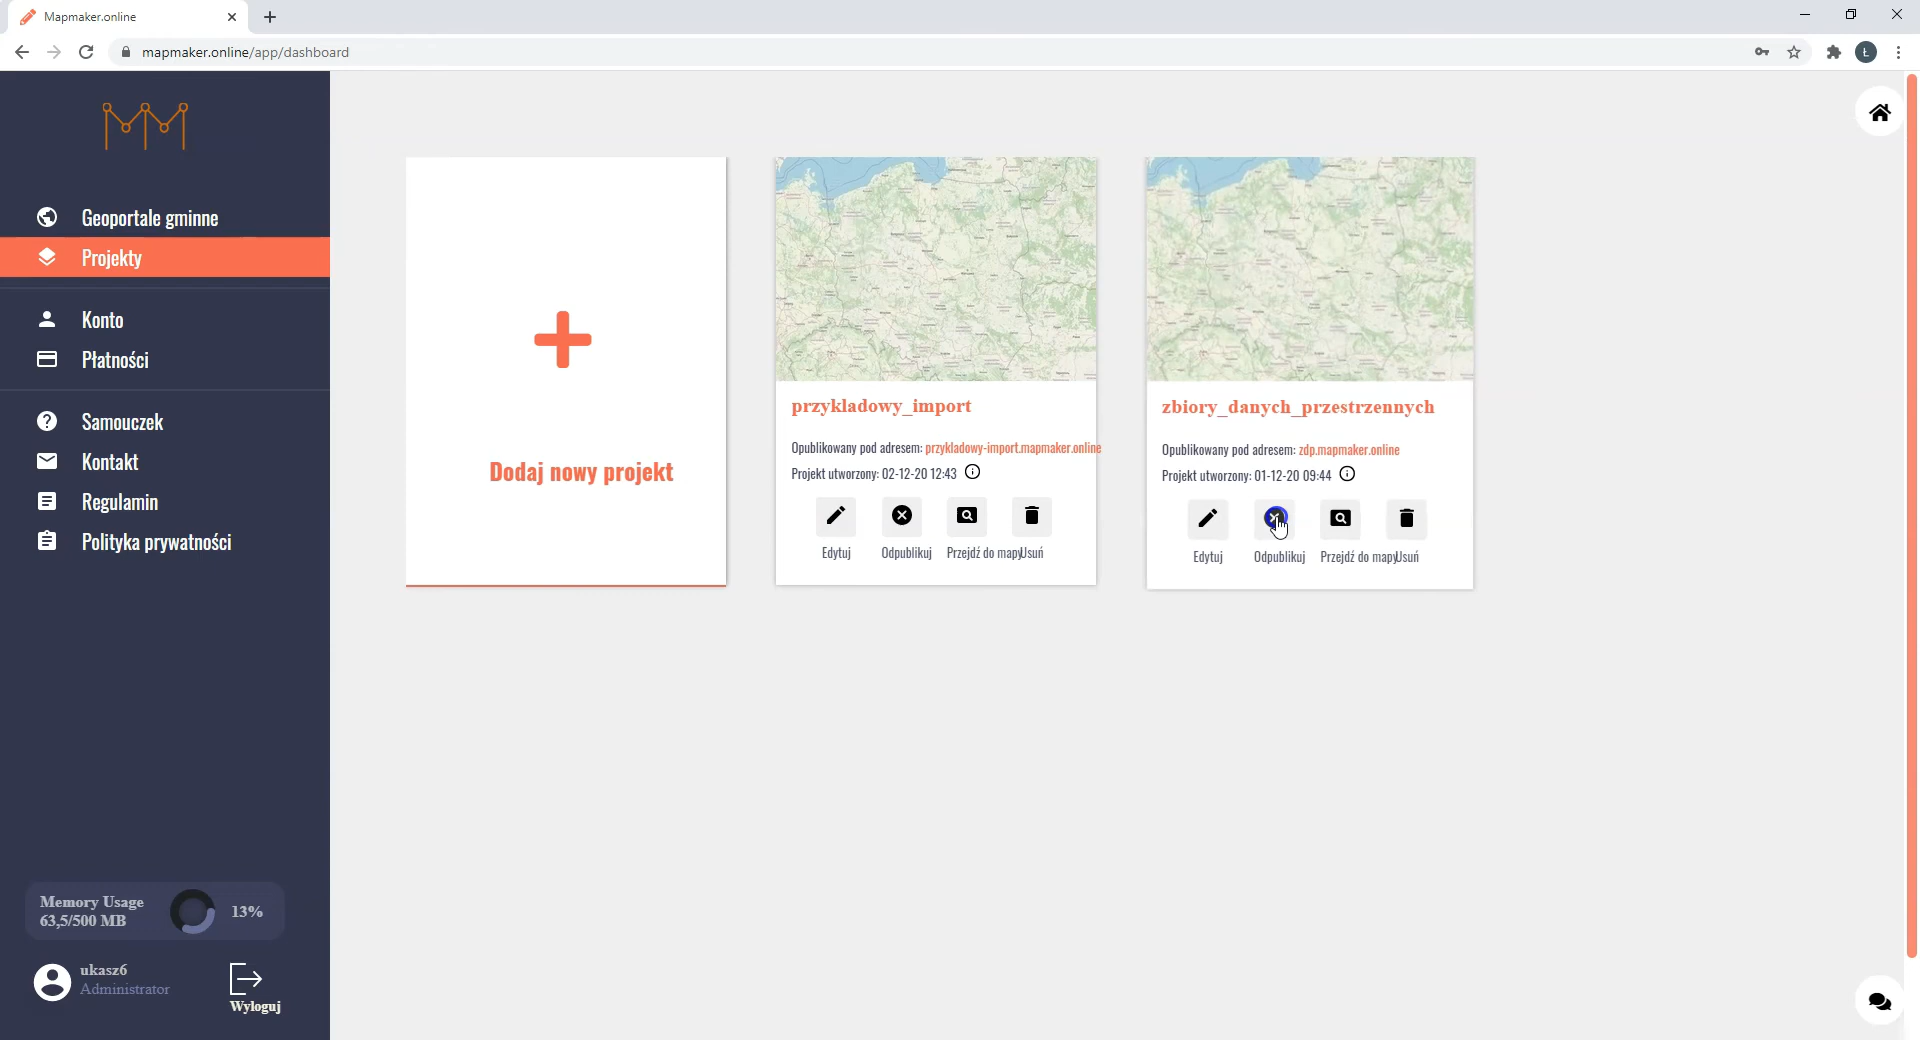 Mapmaker.online
mapmaker.online/app/dashboard
Ł
Geoportale gminne
Projekty
Konto
Płatności
Samouczek
Kontakt
Regulamin
Polityka prywatności
Memory Usage
63,5/500 MB
13%
ukasz6
Administrator
Wyloguj
Dodaj nowy projekt
przykladowy_import
Opublikowany pod adresem: przykladowy-import.mapmaker.online
Projekt utworzony: 02-12-20 12:43
Edytuj Odpublikuj Przejdź do mapy Usuń
zbiory_danych_przestrzennych
Opublikowany pod adresem: zdp.mapmaker.online
Projekt utworzony: 01-12-20 09:44
Edytuj Odpublikuj Przejdź do mapy Usuń